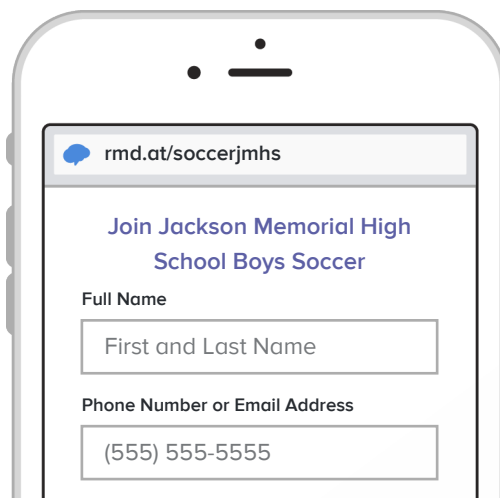 rmd.at/soccerjmhs
Join Jackson Memorial High
School Boys Soccer
Full Name
First and Last Name
Phone Number or Email Address
(555) 555-5555